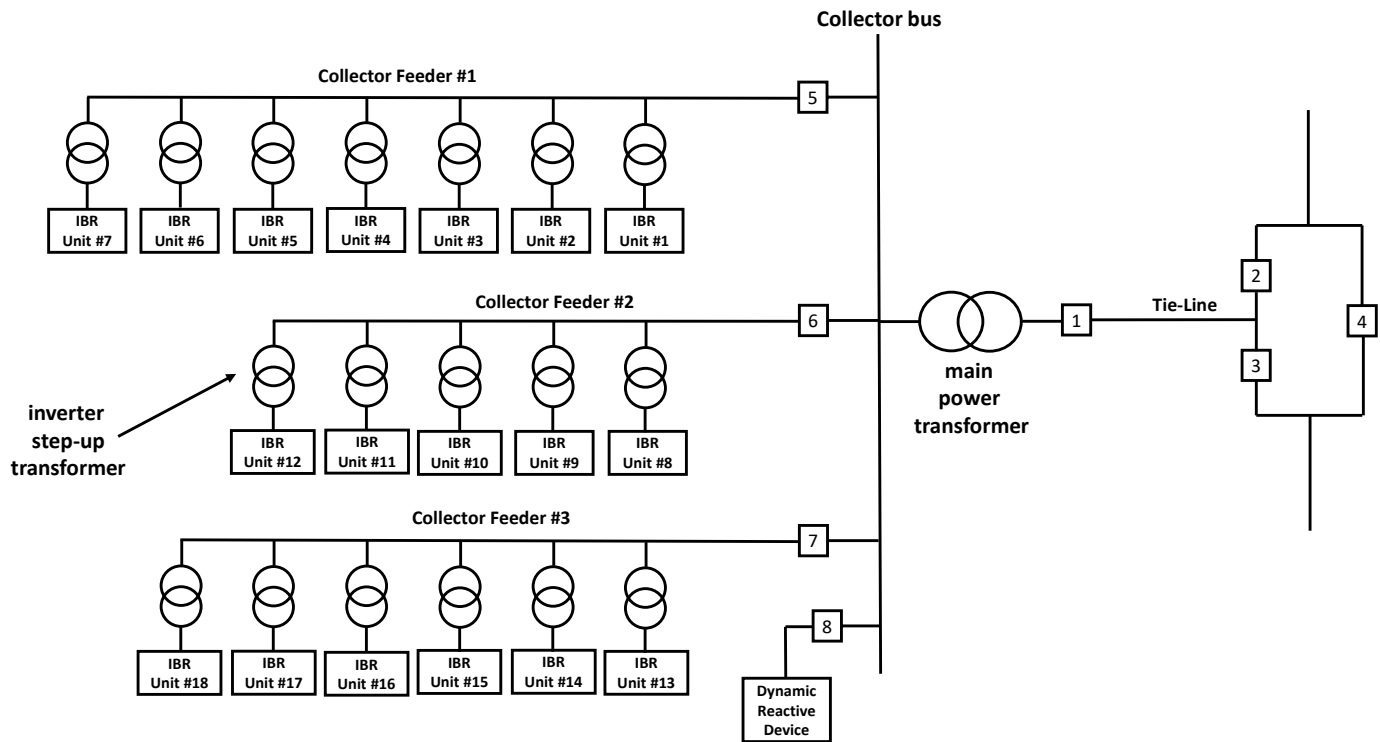 Collector bus
Collector Feeder #1
5
IBR
Unit #7
IBR
Unit #6
IBR
Unit #5
IBR
Unit #4
IBR
Unit #3
IBR
Unit #2
IBR
Unit #1
Collector Feeder #2
6
1
Tie-Line
2
3
4
main
power
transformer
inverter
step-up
transformer
IBR
Unit #12
IBR
Unit #11
IBR
Unit #10
IBR
Unit #9
IBR
Unit #8
Collector Feeder #3
7
8
IBR
Unit #18
IBR
Unit #17
IBR
Unit #16
IBR
Unit #15
IBR
Unit #14
IBR
Unit #13
Dynamic
Reactive
Device